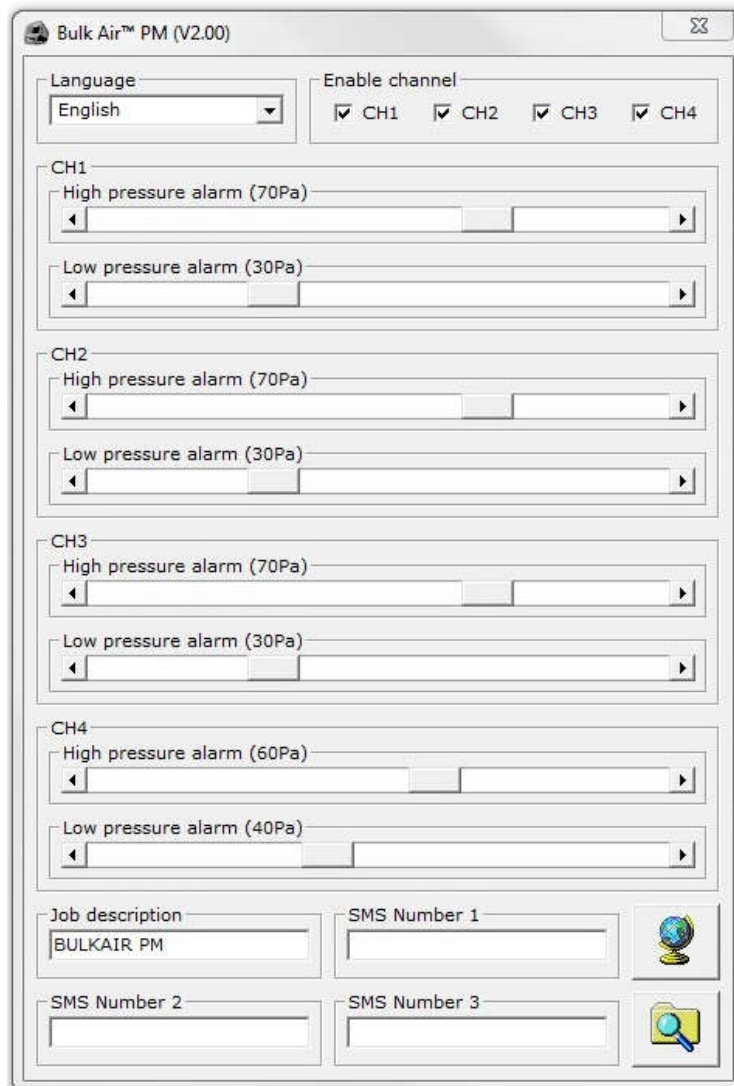 Bulk Air™ PM (V2.00)
Language
English
Enable channel
CH1 CH2 CH3 CH4
CH1
High pressure alarm (70Pa)
Low pressure alarm (30Pa)
CH2
High pressure alarm (70Pa)
Low pressure alarm (30Pa)
CH3
High pressure alarm (70Pa)
Low pressure alarm (30Pa)
CH4
High pressure alarm (60Pa)
Low pressure alarm (40Pa)
Job description
BULKAIR PM
SMS Number 1
SMS Number 2
SMS Number 3